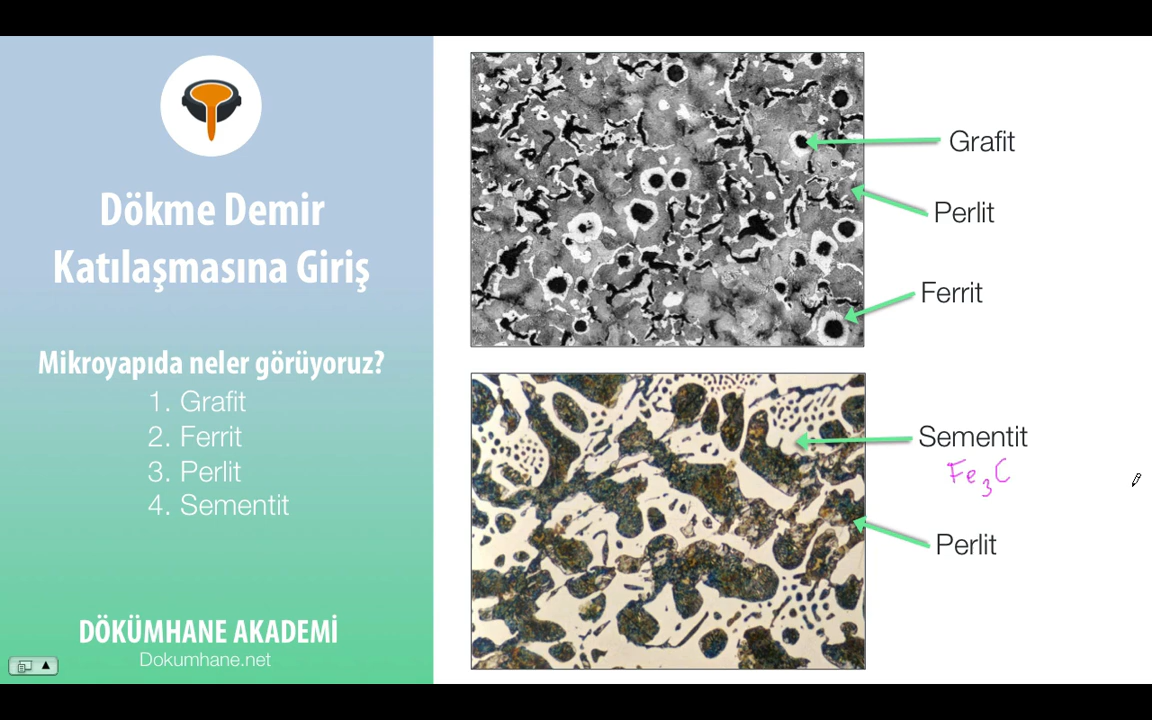 Dökme Demir
Katılaşmasına Giriş
Mikroyapıda neler görüyoruz?
1. Grafit
2. Ferrit
3. Perlit
4. Sementit
DÖKÜMHANE AKADEMİ
Dokumhane.net
Grafit
Perlit
Ferrit
Sementit
Fe3C
Perlit